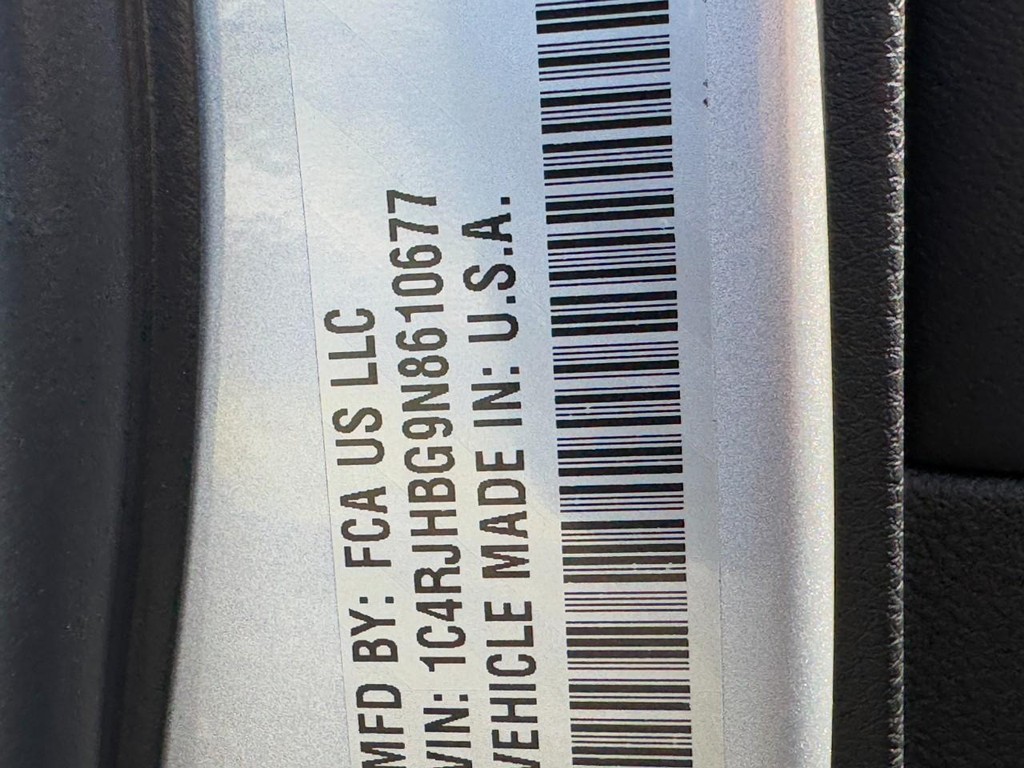 MFD BY: FCA US LLC
VIN: 1C4RJHBG9N8610677
VEHICLE MADE IN: U.S.A.